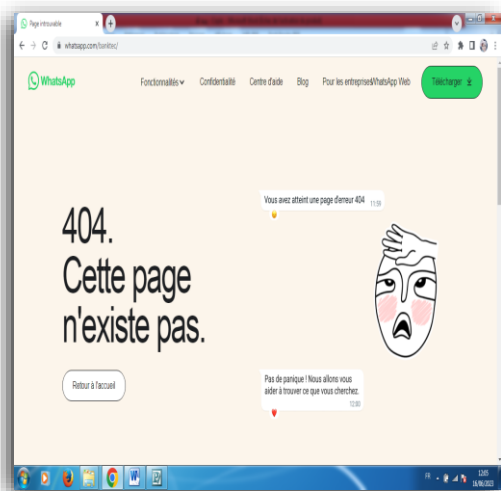 Page introuvable
whatsapp.com/bankitec/
WhatsApp
Fonctionnalités
Confidentialité
Centre d'aide
Blog
Pour les entreprises
WhatsApp Web
Télécharger
Vous avez atteint une page d'erreur 404
11:59
404.
Cette page
n'existe pas.
Retour à l'accueil
Pas de panique ! Nous allons vous
aider à trouver ce que vous cherchez.
12:00
FR
12:05
16/06/2023